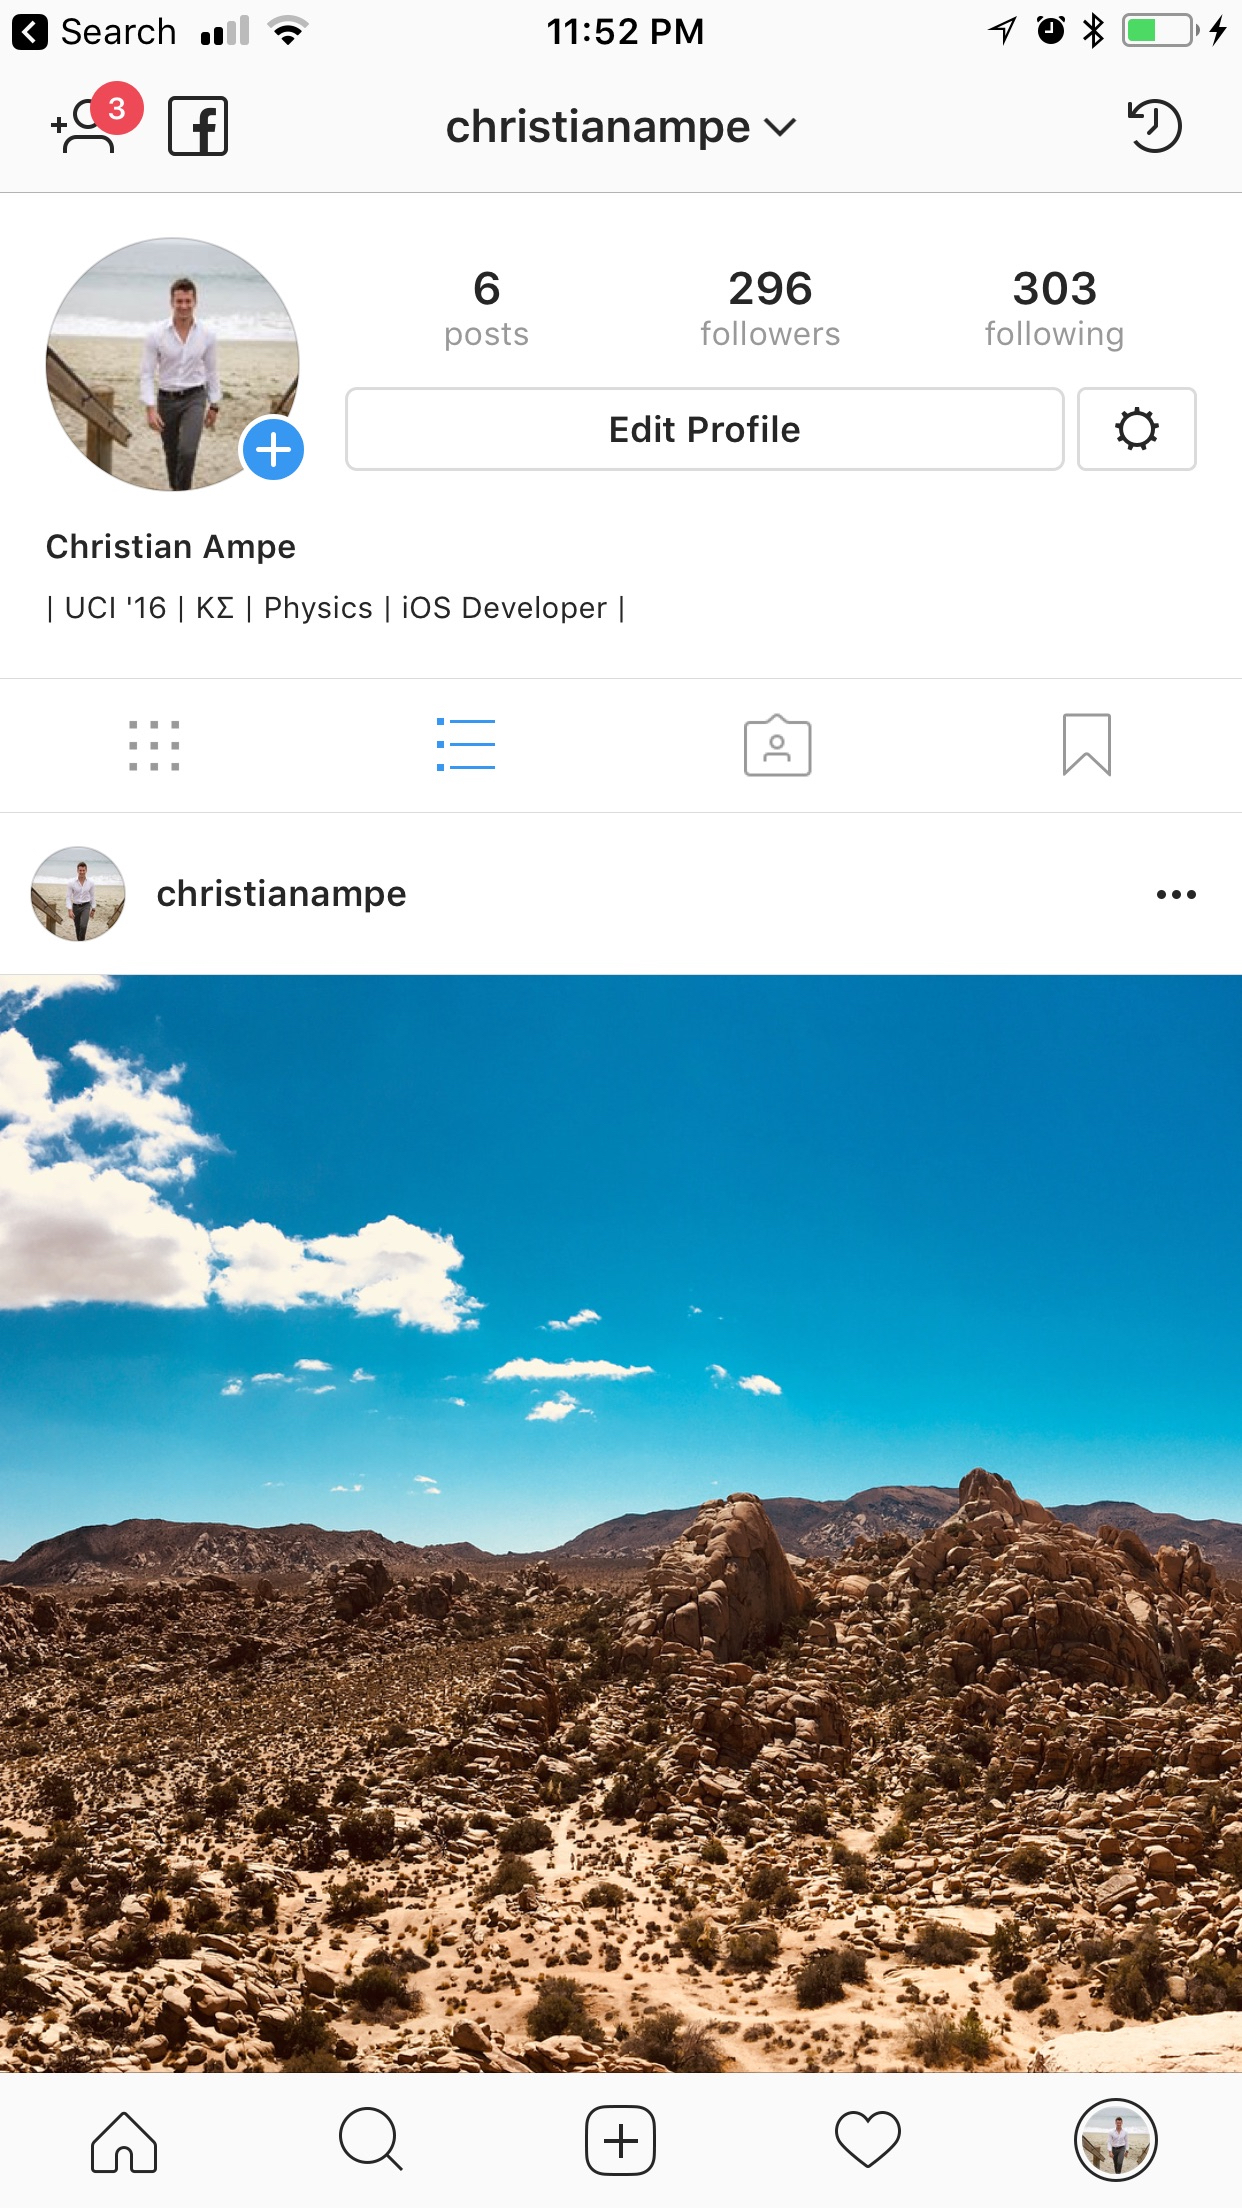 Search 11:52 PM
3 christianampe
6 296 303
posts followers following
Edit Profile
Christian Ampe
| UCI '16 | ΚΣ | Physics | iOS Developer |
christianampe